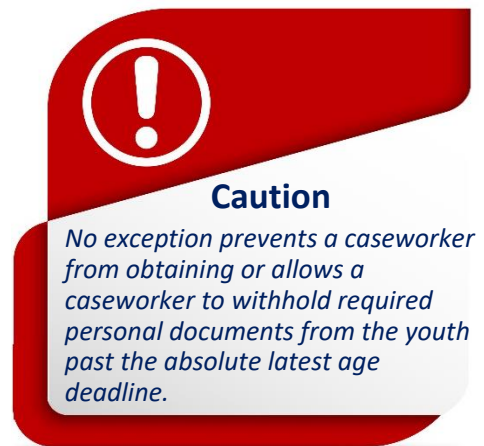 Caution
No exception prevents a caseworker
from obtaining or allows a
caseworker to withhold required
personal documents from the youth
past the absolute latest age
deadline.